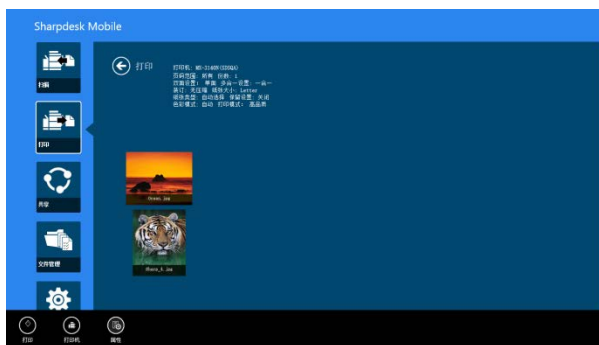 Sharpdesk Mobile
扫描
打印
共享
文件管理
打印
打印机: MX-3140N(CO3QA)
页码范围: 所有 份数: 1
双面设置: 单面 多合一设置: 一合一
装订: 无压缩 纸张大小: Letter
纸张类型: 自动选择 保留设置: 关闭
色彩模式: 自动 打印模式: 高品质
打印
打印机
属性